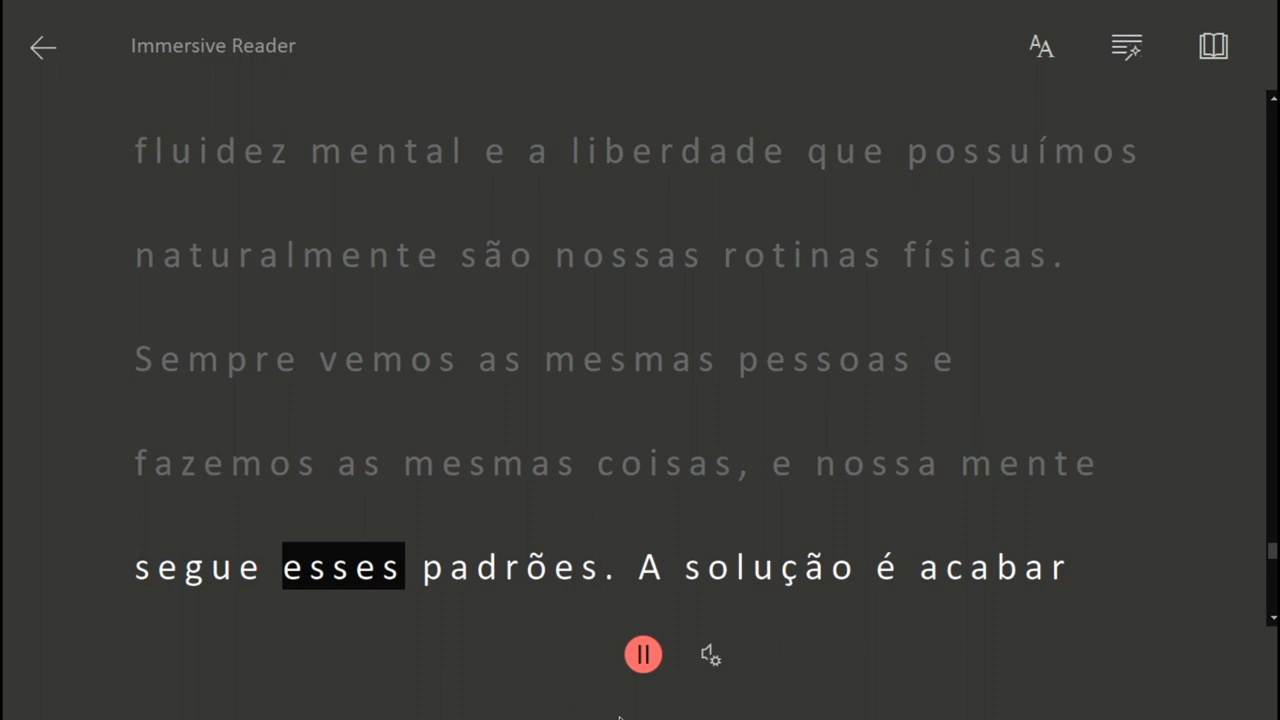 Immersive Reader
fluidez mental e a liberdade que possuímos
naturalmente são nossas rotinas físicas.
Sempre vemos as mesmas pessoas e
fazemos as mesmas coisas, e nossa mente
segue esses padrões. A solução é acabar